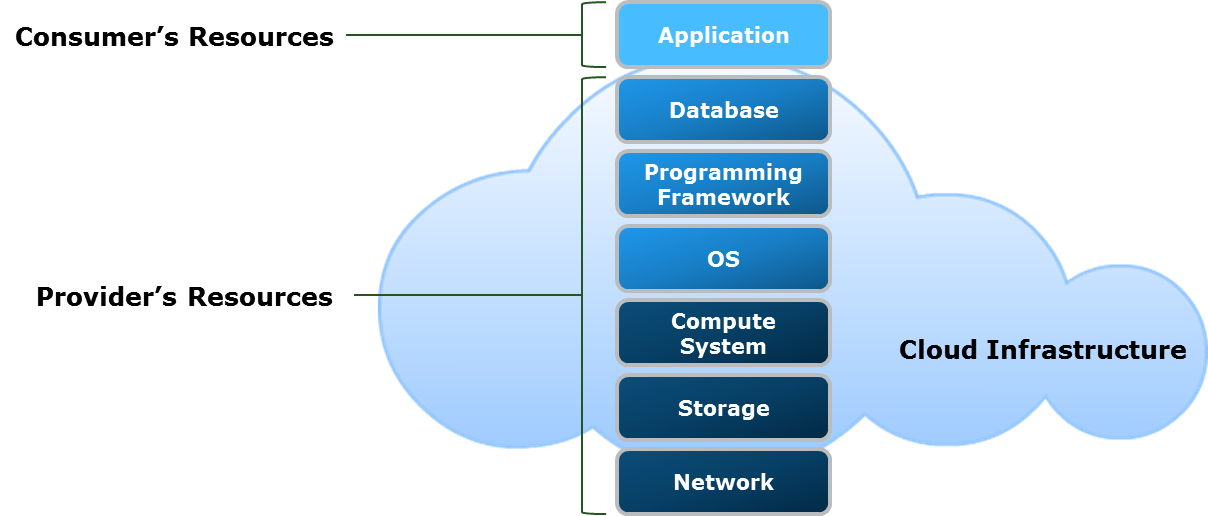 Consumer’s Resources
Application
Database
Programming
Framework
OS
Provider’s Resources
Compute
System
Cloud Infrastructure
Storage
Network